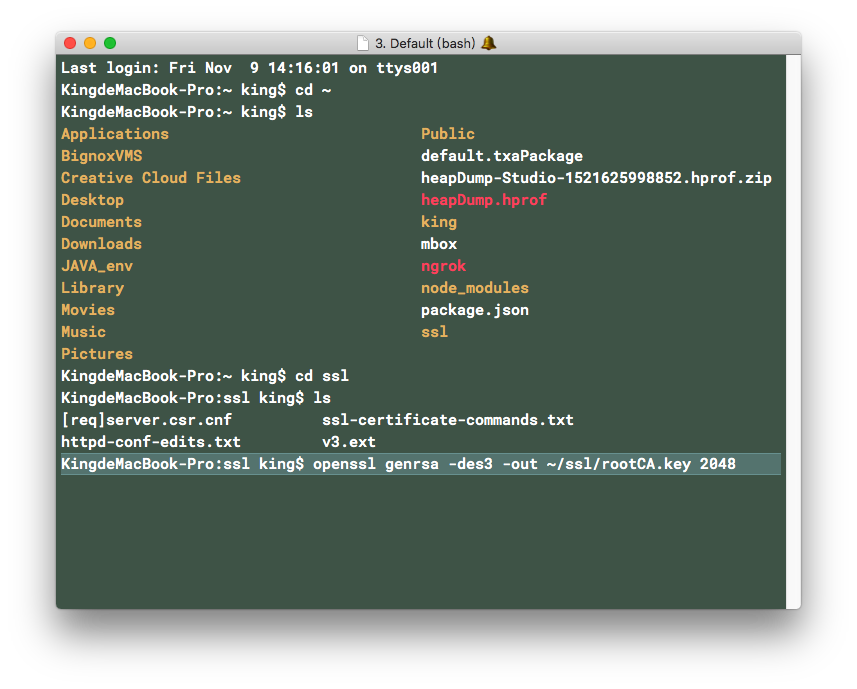 3. Default (bash)
Last login: Fri Nov  9 14:16:01 on ttys001
KingdeMacBook-Pro:~ king$ cd ~
KingdeMacBook-Pro:~ king$ ls
Applications                            Public
BignoxVMS                               default.txaPackage
Creative Cloud Files                    heapDump-Studio-1521625998852.hprof.zip
Desktop                                 heapDump.hprof
Documents                               king
Downloads                               mbox
JAVA_env                                ngrok
Library                                 node_modules
Movies                                  package.json
Music                                   ssl
Pictures
KingdeMacBook-Pro:~ king$ cd ssl
KingdeMacBook-Pro:ssl king$ ls
[req]server.csr.cnf          ssl-certificate-commands.txt
httpd-conf-edits.txt         v3.ext
KingdeMacBook-Pro:ssl king$ openssl genrsa -des3 -out ~/ssl/rootCA.key 2048